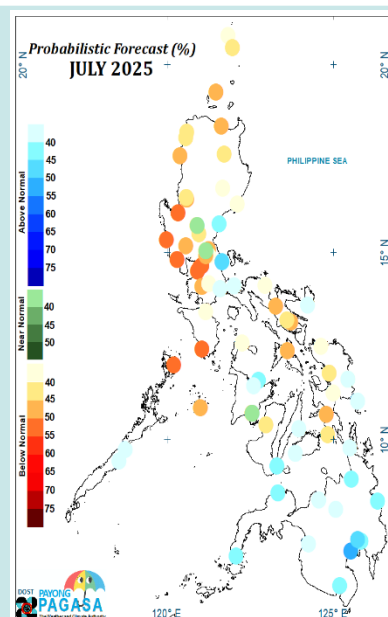 Probabilistic Forecast (%)
JULY 2025
20° N
20° N
PHILIPPINE SEA
Above Normal
40
45
50
55
60
65
70
75
Near Normal
40
45
50
Below Normal
40
45
50
55
60
65
70
75
15° N
15° N
10° N
10° N
120° E
125° E
DOST
PAYONG
PAGASA